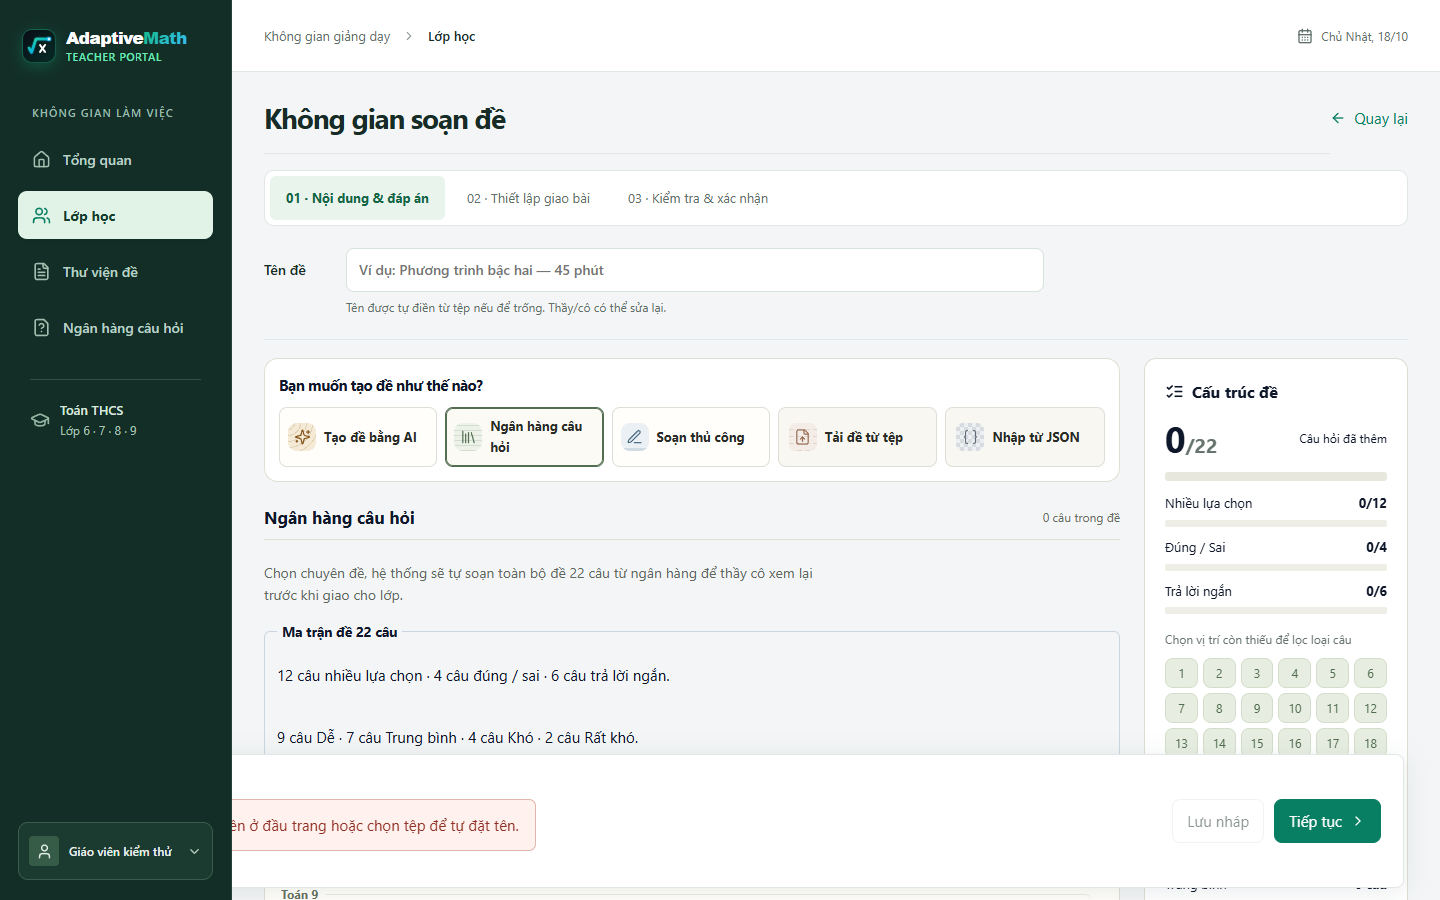 AdaptiveMath
TEACHER PORTAL
KHÔNG GIAN LÀM VIỆC
Tổng quan
Lớp học
Thư viện đề
Ngân hàng câu hỏi
Toán THCS
Lớp 6 · 7 · 8 · 9
Giáo viên kiểm thử
Không gian giảng dạy
Lớp học
Chủ Nhật, 18/10
Không gian soạn đề
Quay lại
01 · Nội dung & đáp án
02 · Thiết lập giao bài
03 · Kiểm tra & xác nhận
Tên đề
Ví dụ: Phương trình bậc hai — 45 phút
Tên được tự điền từ tệp nếu để trống. Thầy/cô có thể sửa lại.
Bạn muốn tạo đề như thế nào?
Tạo đề bằng AI
Ngân hàng câu
hỏi
Soạn thủ công
Tải đề từ tệp
Nhập từ JSON
Ngân hàng câu hỏi
0 câu trong đề
Chọn chuyên đề, hệ thống sẽ tự soạn toàn bộ đề 22 câu từ ngân hàng để thầy cô xem lại
trước khi giao cho lớp.
Ma trận đề 22 câu
12 câu nhiều lựa chọn · 4 câu đúng / sai · 6 câu trả lời ngắn.
9 câu Dễ · 7 câu Trung bình · 4 câu Khó · 2 câu Rất khó.
Cấu trúc đề
0/22
Câu hỏi đã thêm
Nhiều lựa chọn 0/12
Đúng / Sai 0/4
Trả lời ngắn 0/6
Chọn vị trí còn thiếu để lọc loại câu
1 2 3 4 5 6
7 8 9 10 11 12
13 14 15 16 17 18
ên ở đầu trang hoặc chọn tệp để tự đặt tên.
Lưu nháp
Tiếp tục
Toán 9